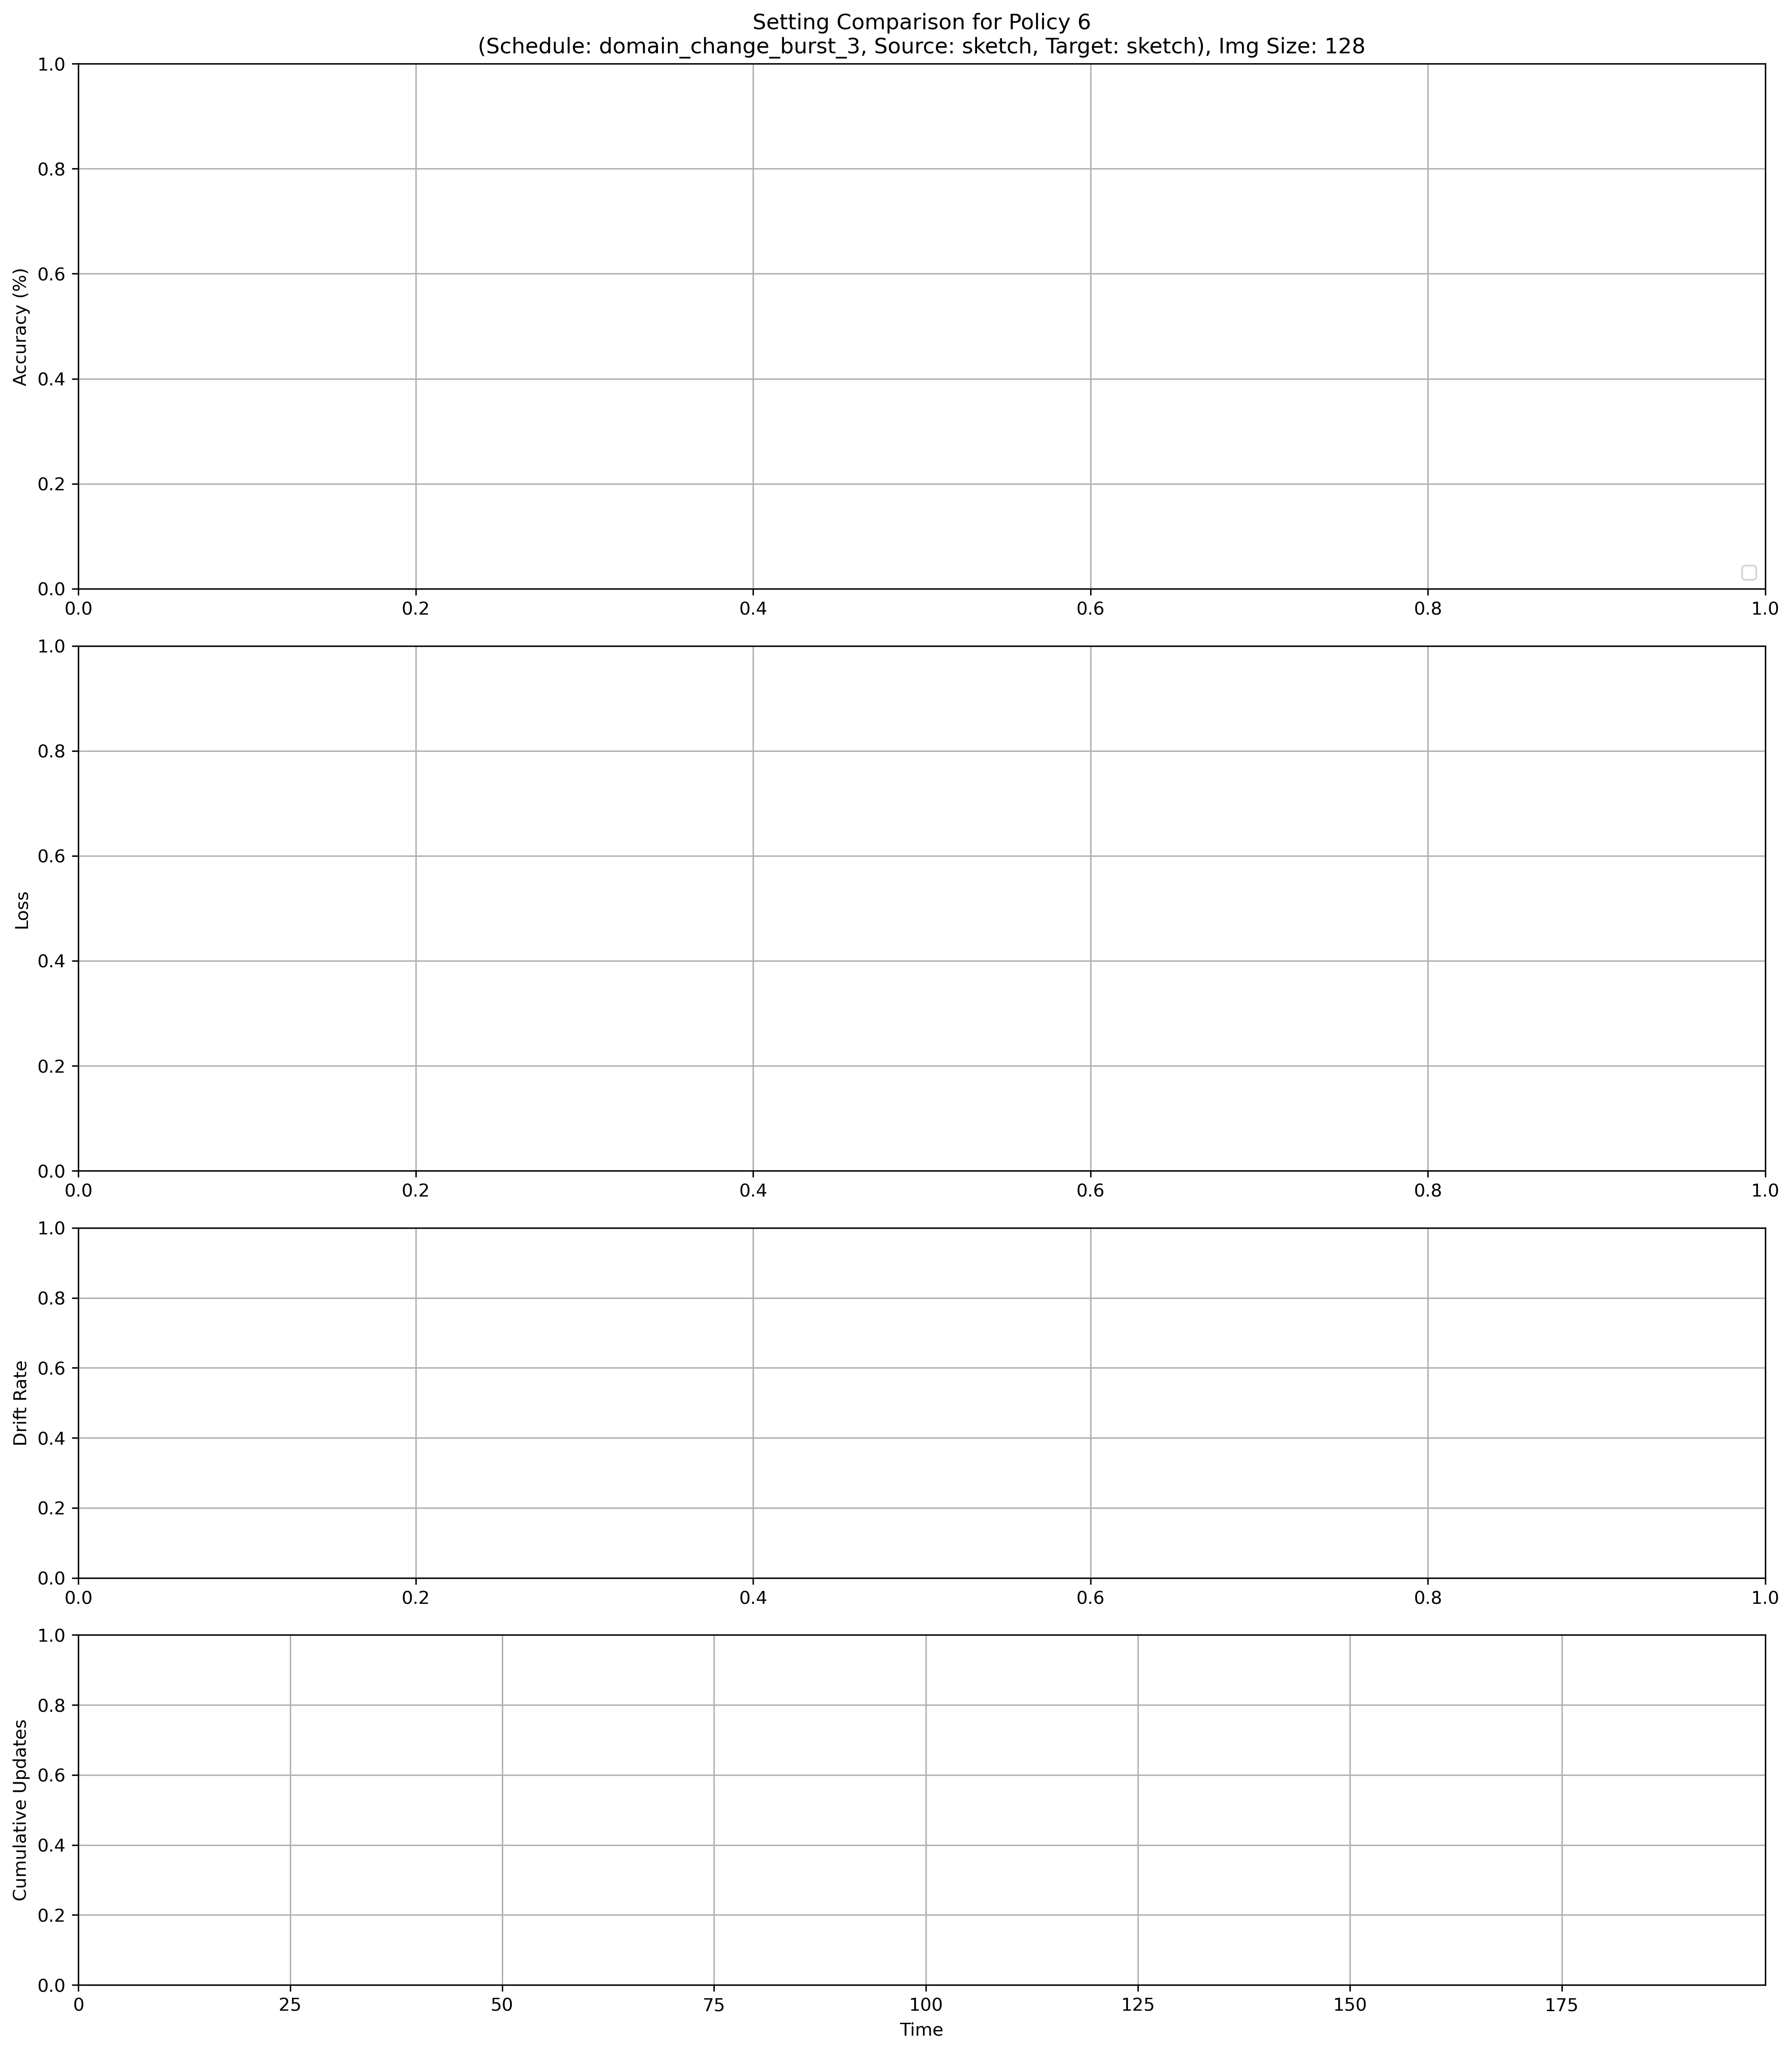 Setting Comparison for Policy 6
(Schedule: domain_change_burst_3, Source: sketch, Target: sketch), Img Size: 128
1.0
0.8
0.6
0.4
0.2
0.0
Accuracy (%)
0.0 0.2 0.4 0.6 0.8 1.0
1.0
0.8
0.6
0.4
0.2
0.0
Loss
0.0 0.2 0.4 0.6 0.8 1.0
1.0
0.8
0.6
0.4
0.2
0.0
Drift Rate
0.0 0.2 0.4 0.6 0.8 1.0
1.0
0.8
0.6
0.4
0.2
0.0
Cumulative Updates
0 25 50 75 100 125 150 175
Time